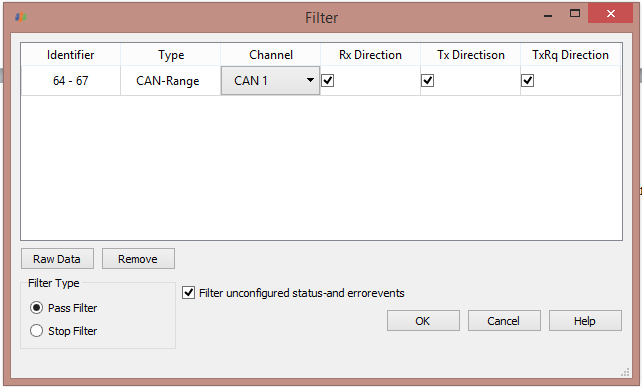 Filter
Identifier Type Channel Rx Direction Tx Directison TxRq Direction
64 - 67 CAN-Range CAN 1
Raw Data Remove
Filter Type
Pass Filter
Filter unconfigured status-and errorevents
Stop Filter
OK Cancel Help